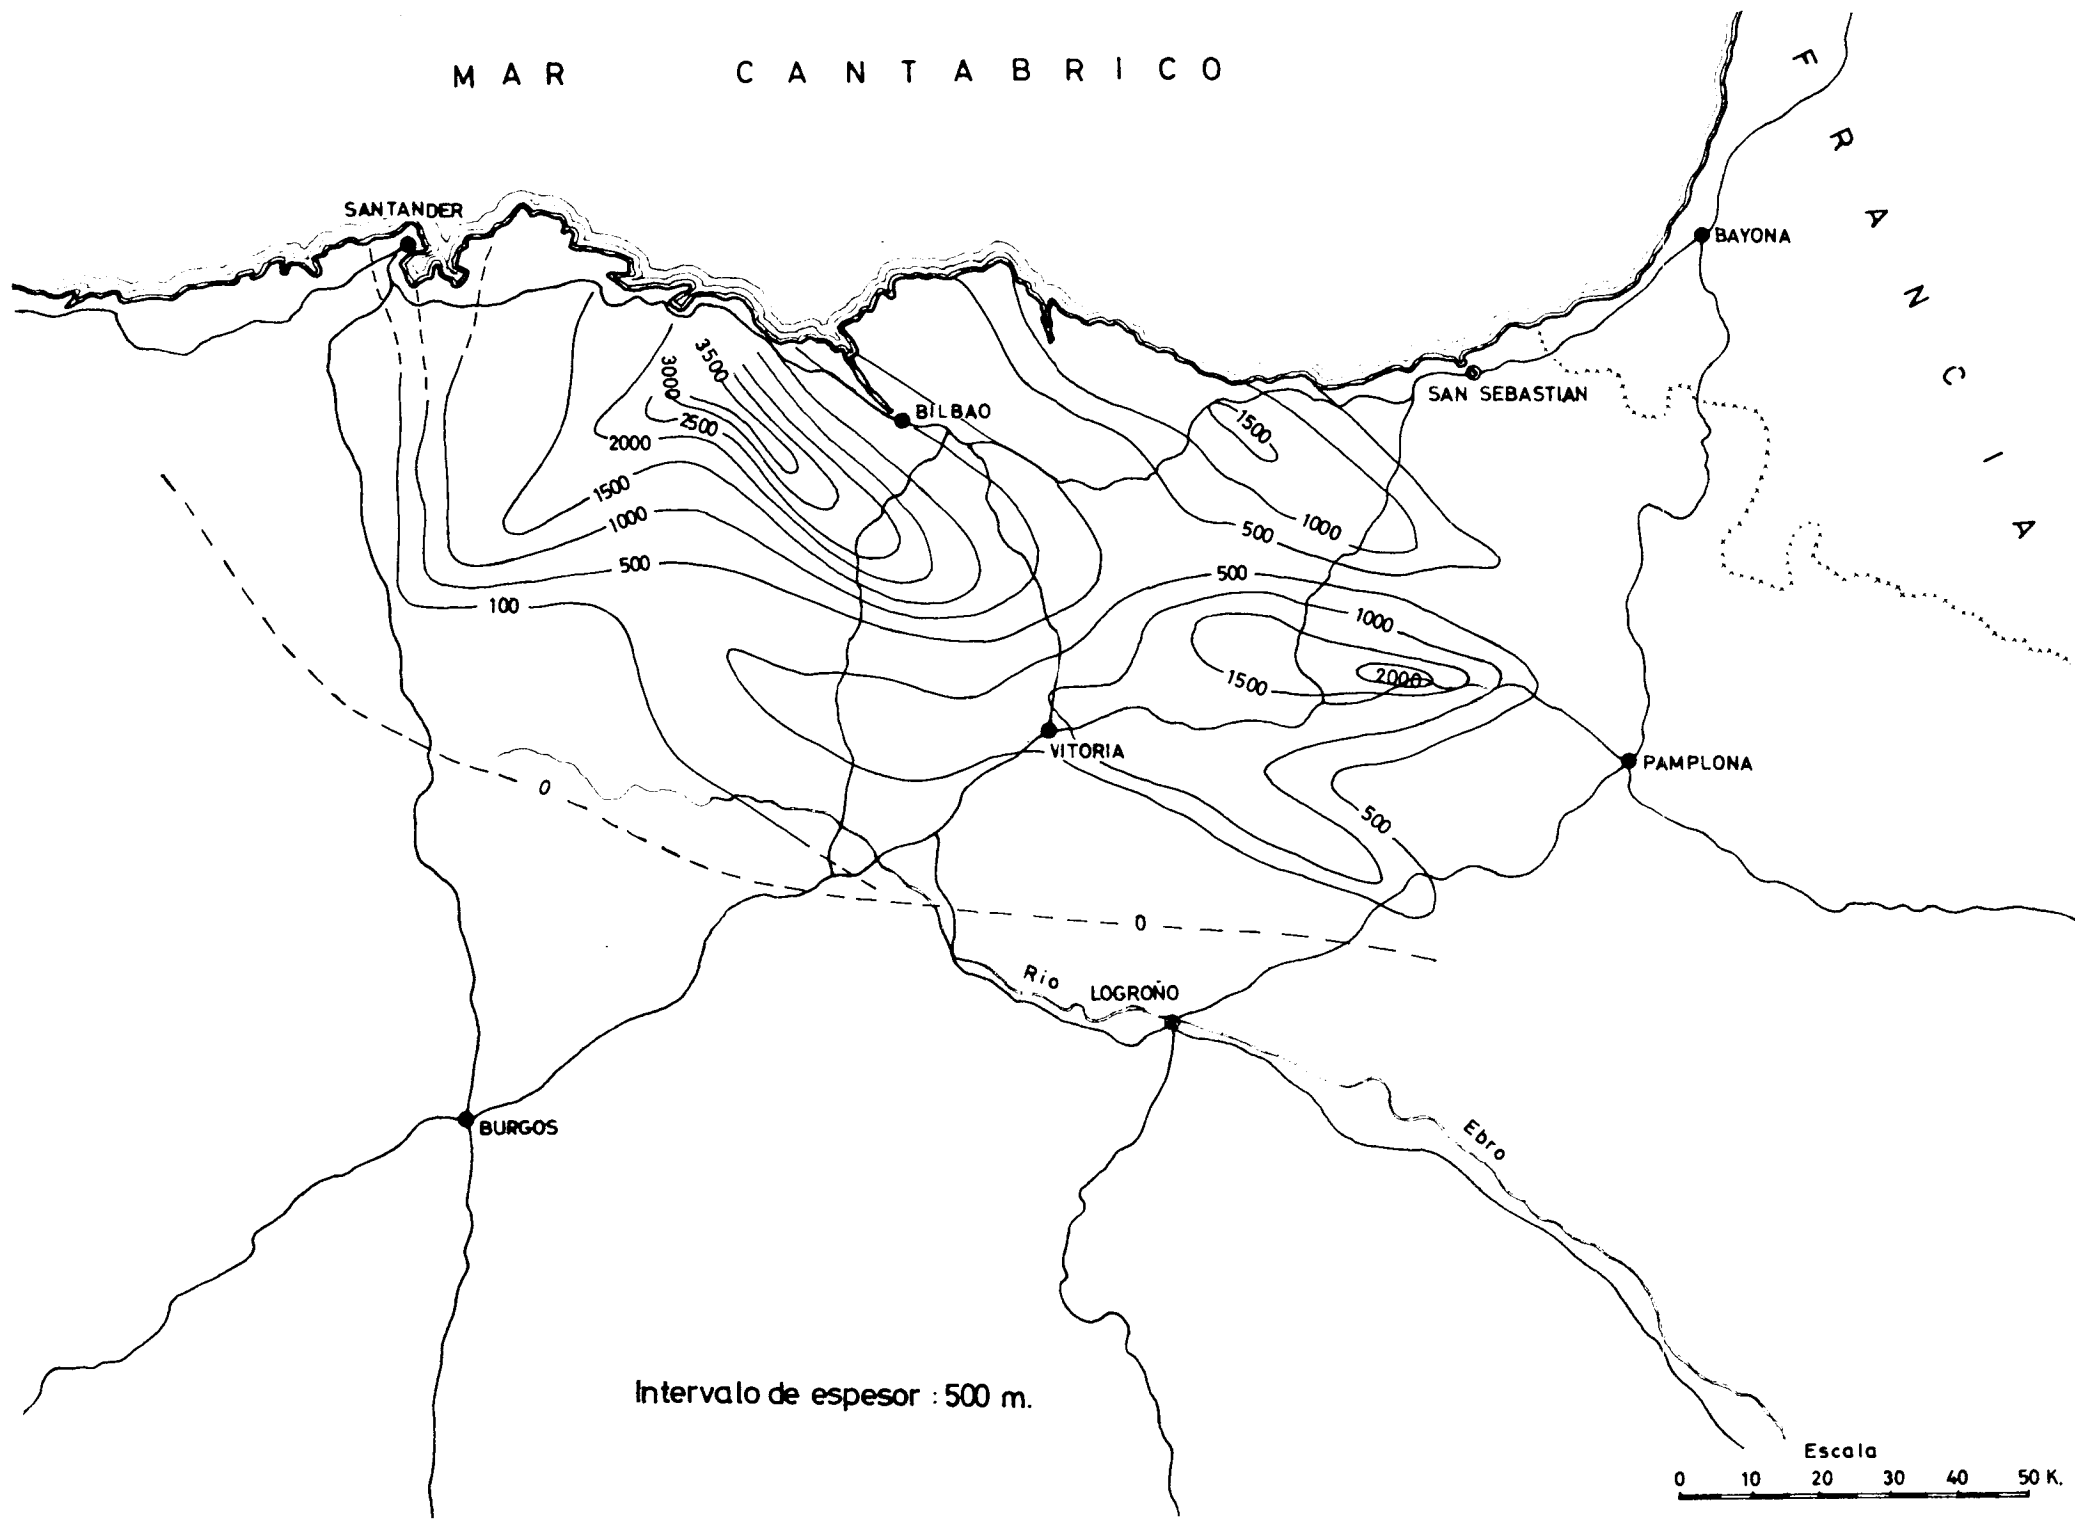 MAR CANTABRICO
FRANCIA
SANTANDER
BAYONA
3500
3000
2500
2000
1500
1000
500
100
BILBAO
SAN SEBASTIAN
1500
1000
500
500
1000
1500
2000
500
VITORIA
PAMPLONA
0
0
Rio
LOGROÑO
Ebro
BURGOS
Intervalo de espesor : 500 m.
Escala
0 10 20 30 40 50 K.